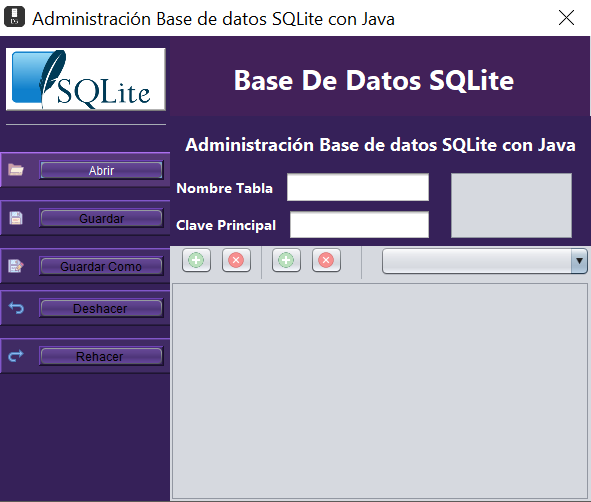 Administración Base de datos SQLite con Java
SQLite
Base De Datos SQLite
Administración Base de datos SQLite con Java
Abrir
Nombre Tabla
Guardar
Clave Principal
Guardar Como
Deshacer
Rehacer